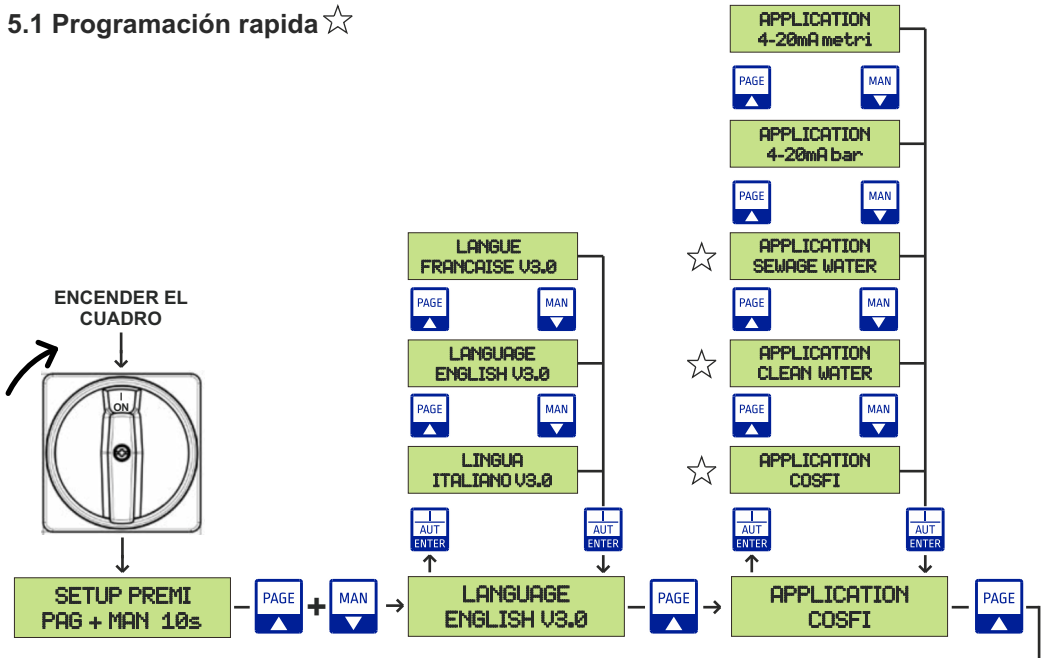 5.1 Programación rapida
APPLICATION
4-20mA metri
PAGE
MAN
APPLICATION
4-20mA bar
PAGE
MAN
LANGUE
FRANCAISE V3.0
APPLICATION
SEWAGE WATER
ENCENDER EL
CUADRO
PAGE
MAN
PAGE
MAN
I
ON
LANGUAGE
ENGLISH V3.0
APPLICATION
CLEAN WATER
PAGE
MAN
PAGE
MAN
LINGUA
ITALIANO V3.0
APPLICATION
COSFI
I
AUT
ENTER
I
AUT
ENTER
I
AUT
ENTER
I
AUT
ENTER
SETUP PREMI
PAG + MAN 10s
PAGE
+
MAN
LANGUAGE
ENGLISH V3.0
PAGE
APPLICATION
COSFI
PAGE